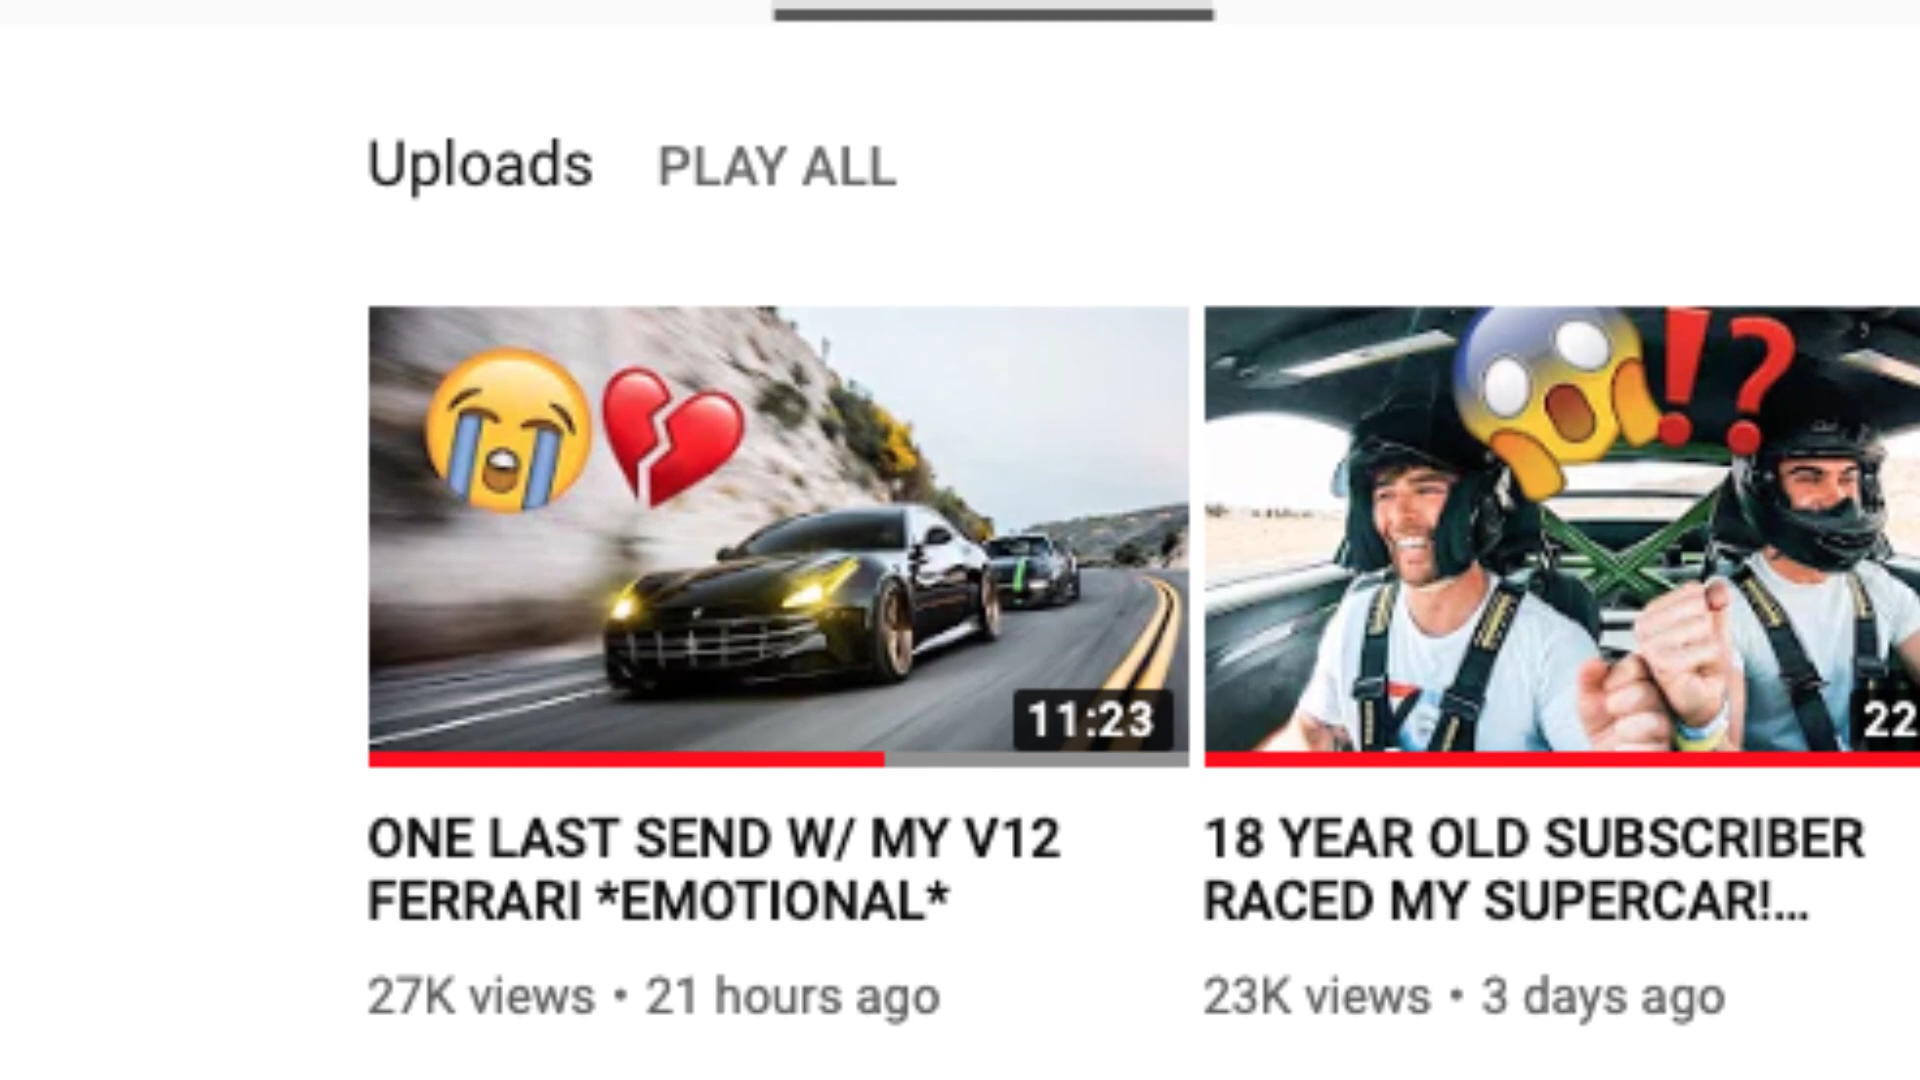 Uploads PLAY ALL
11:23
22
ONE LAST SEND W/ MY V12
FERRARI *EMOTIONAL*
27K views • 21 hours ago
18 YEAR OLD SUBSCRIBER
RACED MY SUPERCAR!...
23K views • 3 days ago